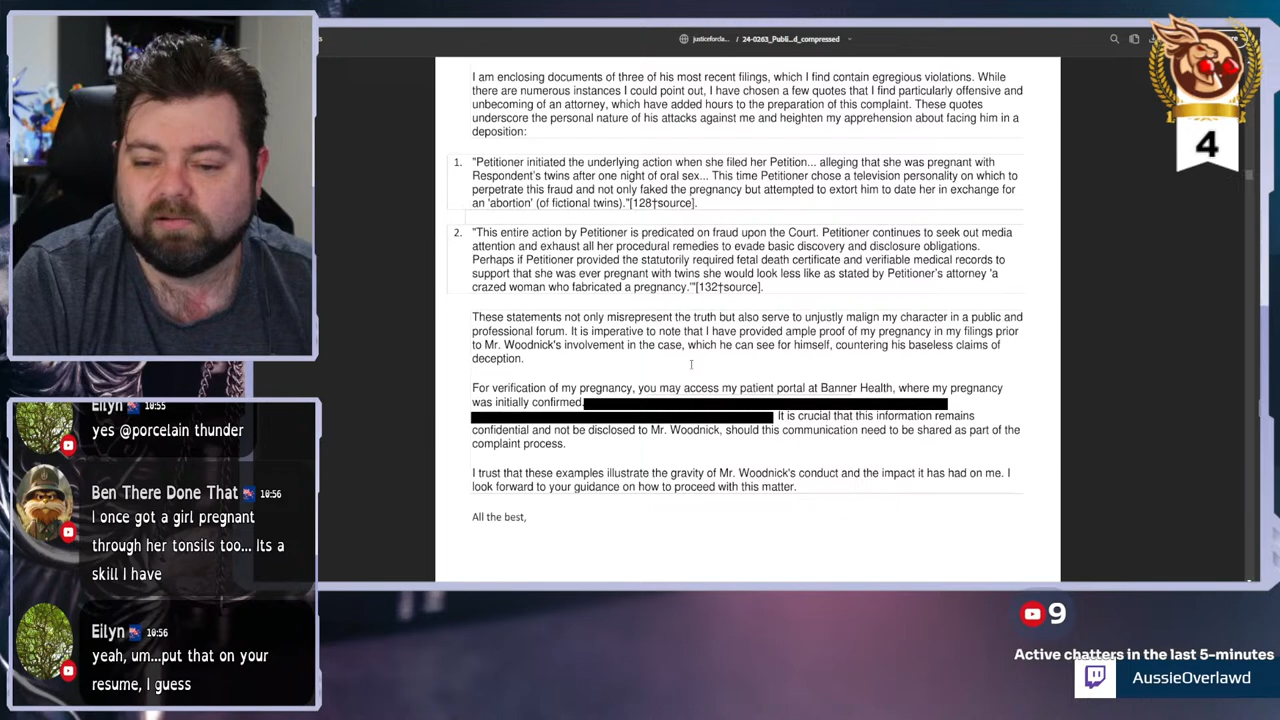 justiceforcla... / 24-0263_Publi...d_compressed
4
I am enclosing documents of three of his most recent filings, which I find contain egregious violations. While
there are numerous instances I could point out, I have chosen a few quotes that I find particularly offensive and
unbecoming of an attorney, which have added hours to the preparation of this complaint. These quotes
underscore the personal nature of his attacks against me and heighten my apprehension about facing him in a
deposition:
1. "Petitioner initiated the underlying action when she filed her Petition... alleging that she was pregnant with
Respondent's twins after one night of oral sex... This time Petitioner chose a television personality on which to
perpetrate this fraud and not only faked the pregnancy but attempted to extort him to date her in exchange for
an 'abortion' (of fictional twins)."[128†source].
2. "This entire action by Petitioner is predicated on fraud upon the Court. Petitioner continues to seek out media
attention and exhaust all her procedural remedies to evade basic discovery and disclosure obligations.
Perhaps if Petitioner provided the statutorily required fetal death certificate and verifiable medical records to
support that she was ever pregnant with twins she would look less like as stated by Petitioner's attorney 'a
crazed woman who fabricated a pregnancy.'"[132†source].
These statements not only misrepresent the truth but also serve to unjustly malign my character in a public and
professional forum. It is imperative to note that I have provided ample proof of my pregnancy in my filings prior
to Mr. Woodnick's involvement in the case, which he can see for himself, countering his baseless claims of
deception.
For verification of my pregnancy, you may access my patient portal at Banner Health, where my pregnancy
was initially confirmed.
It is crucial that this information remains
confidential and not be disclosed to Mr. Woodnick, should this communication need to be shared as part of the
complaint process.
I trust that these examples illustrate the gravity of Mr. Woodnick's conduct and the impact it has had on me. I
look forward to your guidance on how to proceed with this matter.
All the best,
Eilyn 10:55
yes @porcelain thunder
Ben There Done That 10:56
I once got a girl pregnant
through her tonsils too... Its a
skill I have
Eilyn 10:56
yeah, um...put that on your
resume, I guess
9
Active chatters in the last 5-minutes
AussieOverlawd